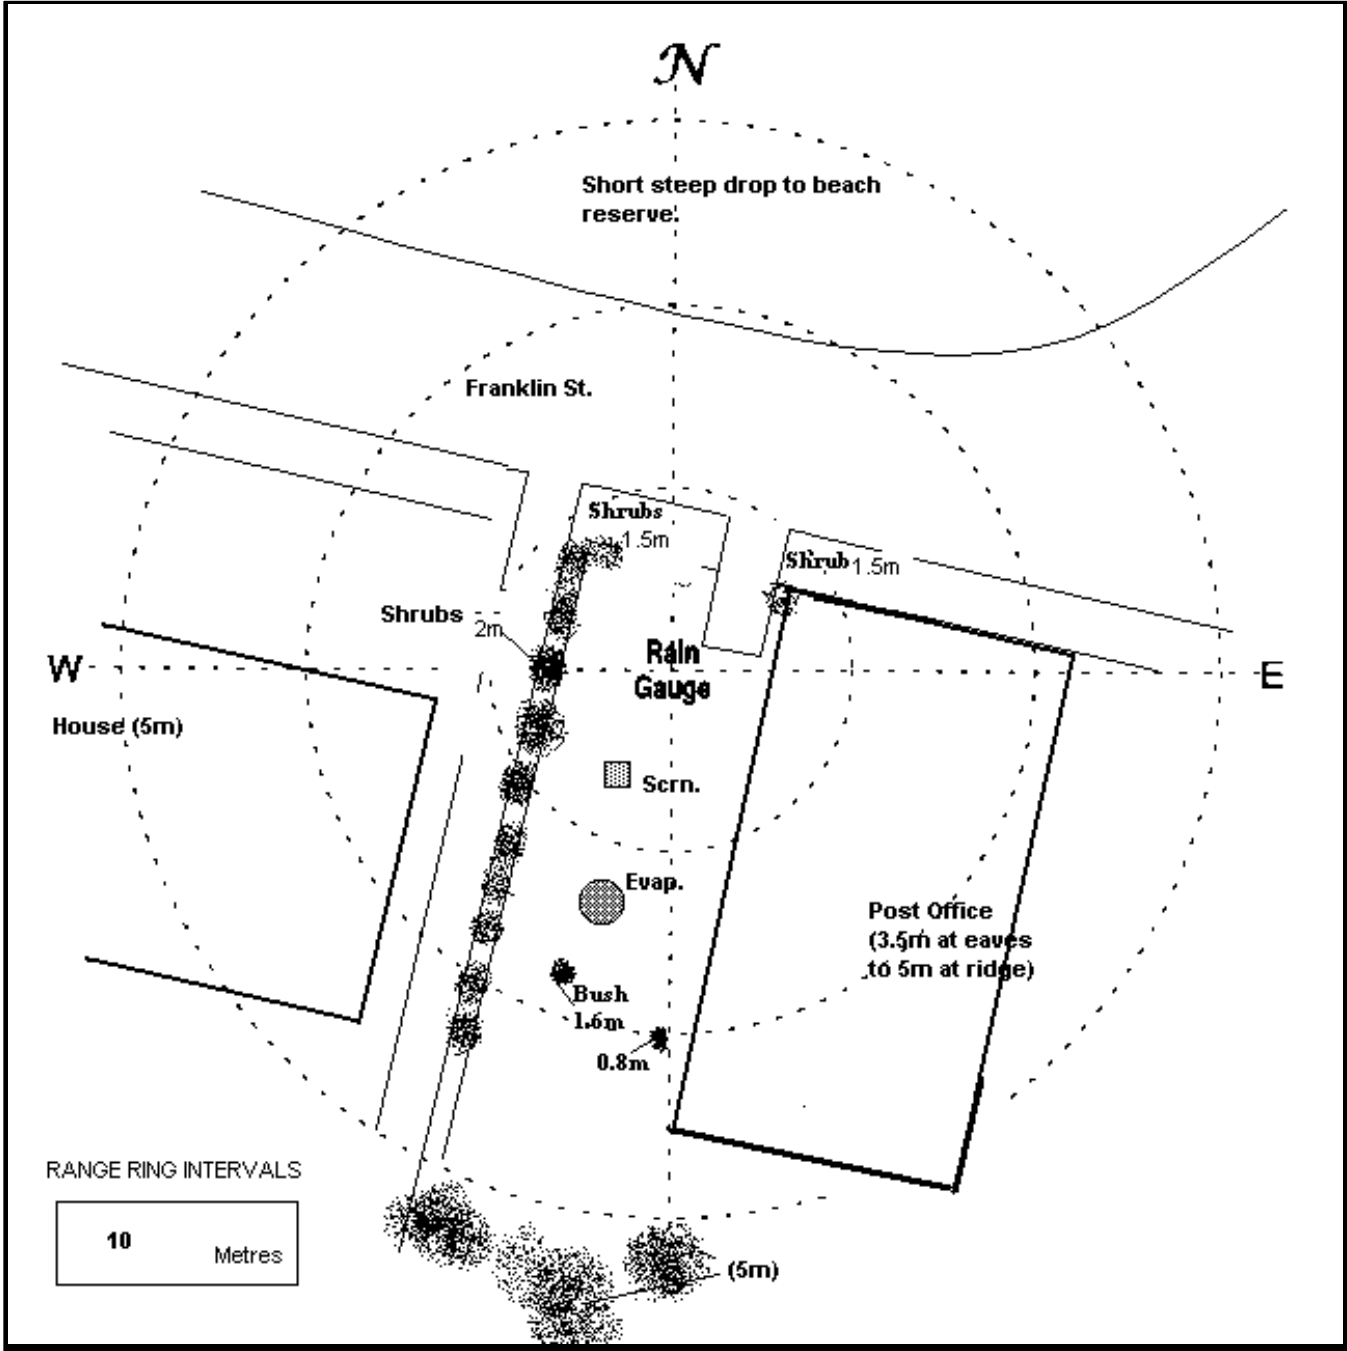 N
Short steep drop to beach
reserve.
Franklin St.
Shrubs
1.5m
Shrub 1.5m
Shrubs
2m
Rain
Gauge
W
E
House (5m)
Scrn.
Evap.
Post Office
(3.5m at eaves
to 5m at ridge)
Bush
1.6m
0.8m
RANGE RING INTERVALS
10 Metres
(5m)